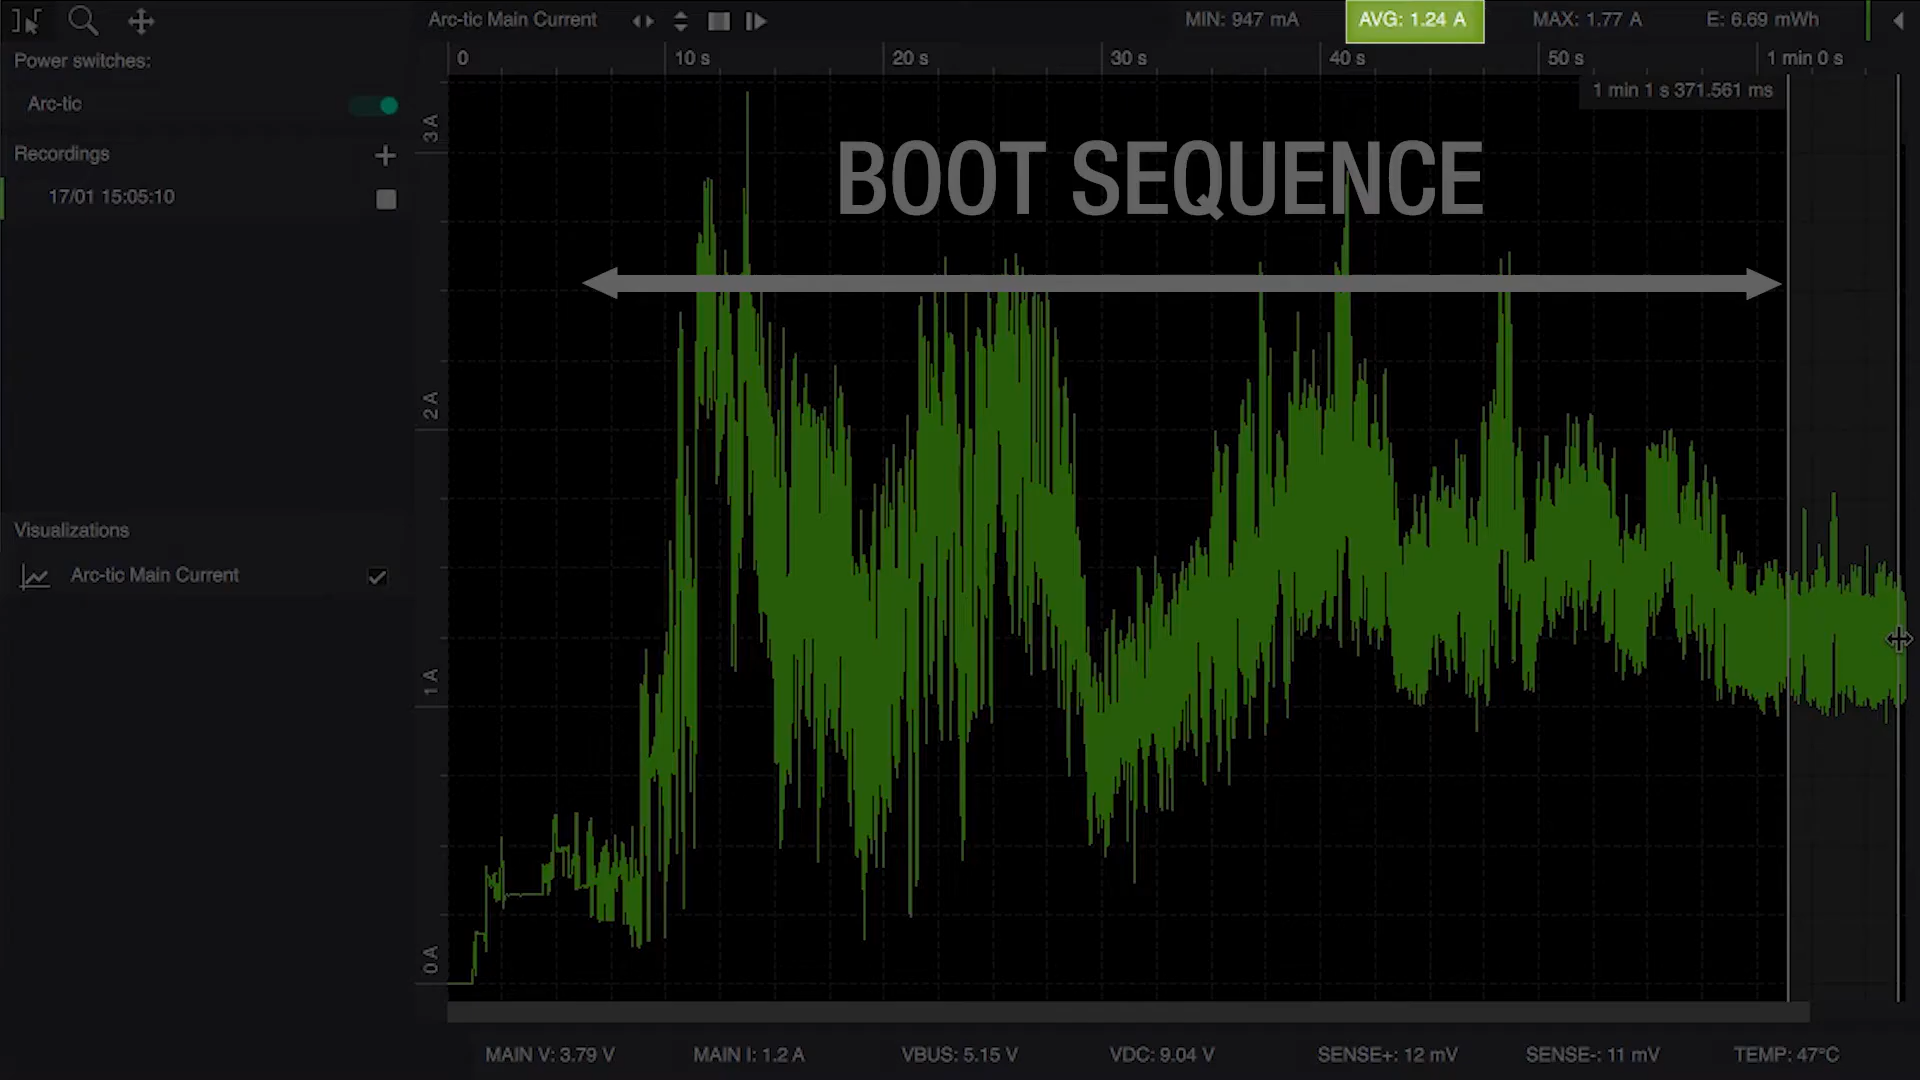 Arc-tic Main Current
MIN: 947 mA
AVG: 1.24 A
MAX: 1.77 A
E: 6.69 mWh
Power switches:
Arc-tic
Recordings
17/01 15:05:10
Visualizations
Arc-tic Main Current
0
10 s
20 s
30 s
40 s
50 s
1 min 0 s
1 min 1 s 371.561 ms
BOOT SEQUENCE
3 A
2 A
1 A
0 A
MAIN V: 3.79 V
MAIN I: 1.2 A
VBUS: 5.15 V
VDC: 9.04 V
SENSE+: 12 mV
SENSE-: 11 mV
TEMP: 47°C